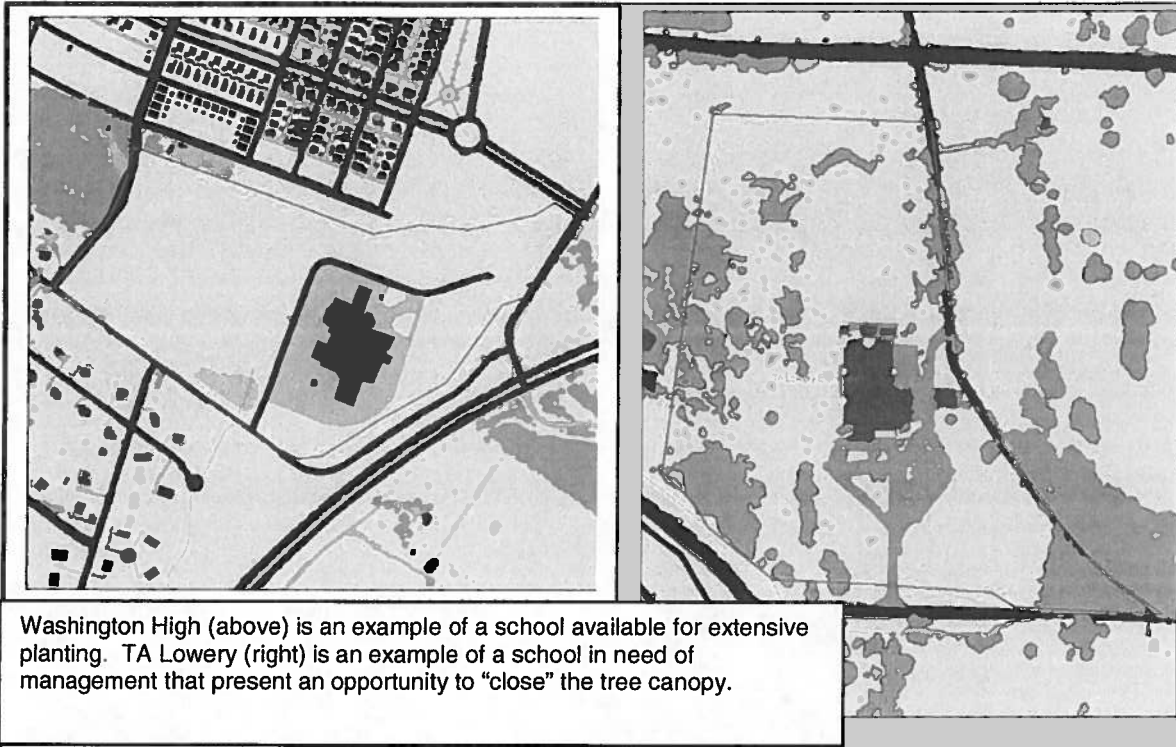 Washington High (above) is an example of a school available for extensive
planting. TA Lowery (right) is an example of a school in need of
management that present an opportunity to “close” the tree canopy.